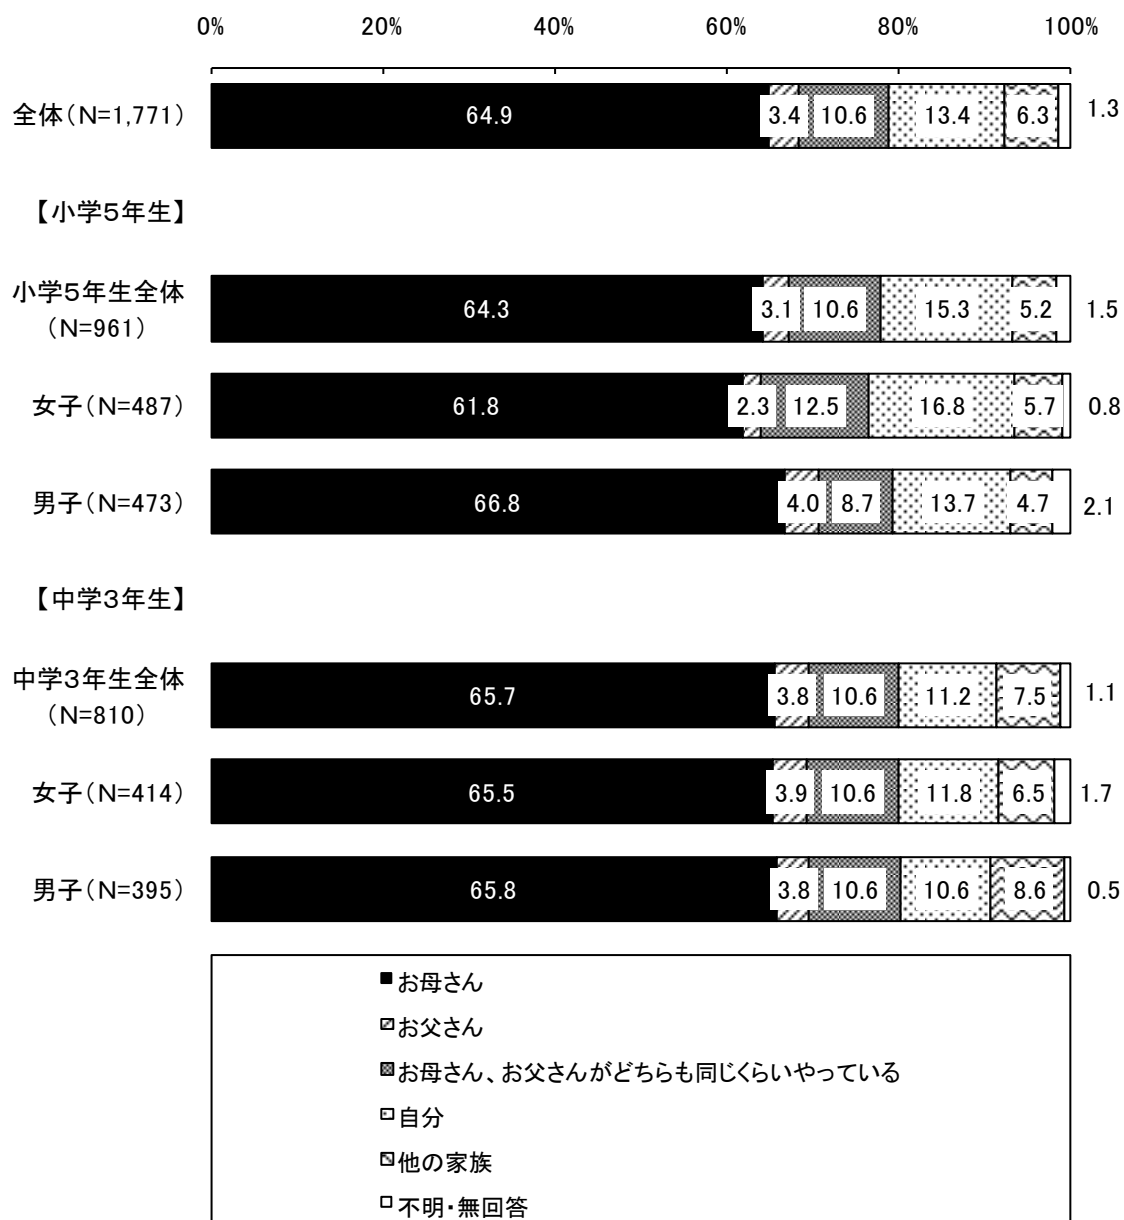 0% 20% 40% 60% 80% 100%
全体(N=1,771) 64.9 3.4 10.6 13.4 6.3 1.3
【小学5年生】
小学5年生全体
(N=961) 64.3 3.1 10.6 15.3 5.2 1.5
女子(N=487) 61.8 2.3 12.5 16.8 5.7 0.8
男子(N=473) 66.8 4.0 8.7 13.7 4.7 2.1
【中学3年生】
中学3年生全体
(N=810) 65.7 3.8 10.6 11.2 7.5 1.1
女子(N=414) 65.5 3.9 10.6 11.8 6.5 1.7
男子(N=395) 65.8 3.8 10.6 10.6 8.6 0.5
お母さん
お父さん
お母さん、お父さんがどちらも同じくらいやっている
自分
他の家族
不明・無回答